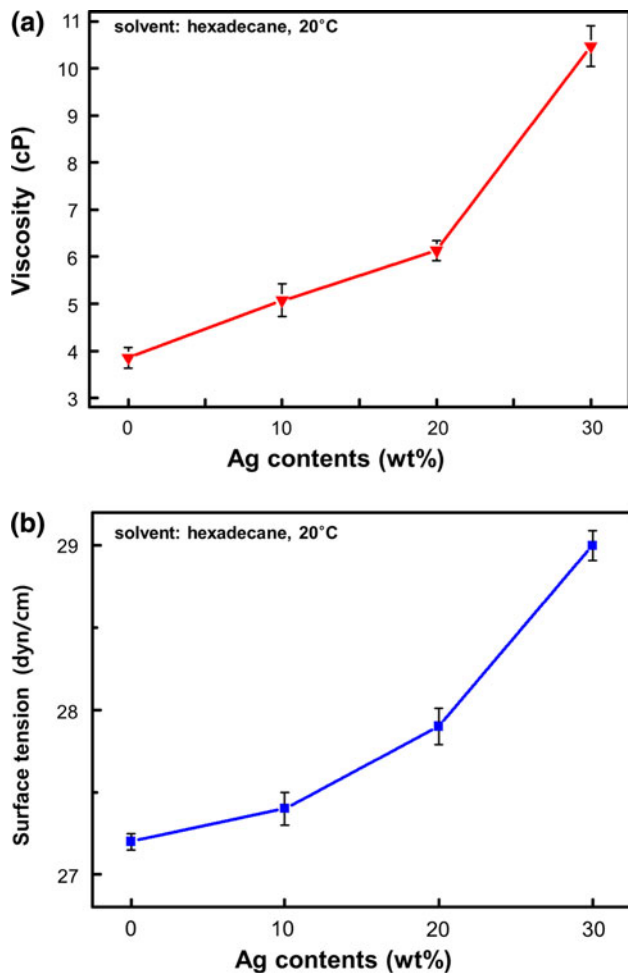 (a)
solvent: hexadecane, 20°C
11
10
9
8
7
6
5
4
3
Viscosity (cP)
0 10 20 30
Ag contents (wt%)
(b)
solvent: hexadecane, 20°C
29
28
27
Surface tension (dyn/cm)
0 10 20 30
Ag contents (wt%)